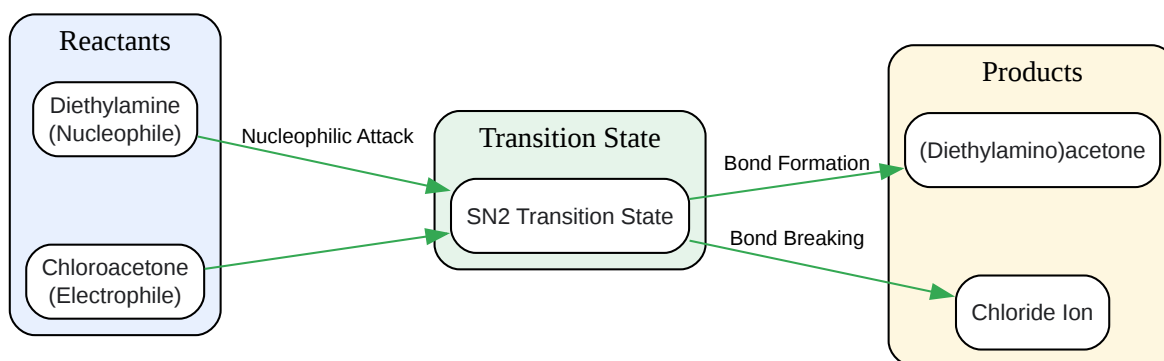 Reactants
Diethylamine
(Nucleophile)
Chloroacetone
(Electrophile)
Nucleophilic Attack
Transition State
SN2 Transition State
Bond Formation
Bond Breaking
Products
(Diethylamino)acetone
Chloride Ion